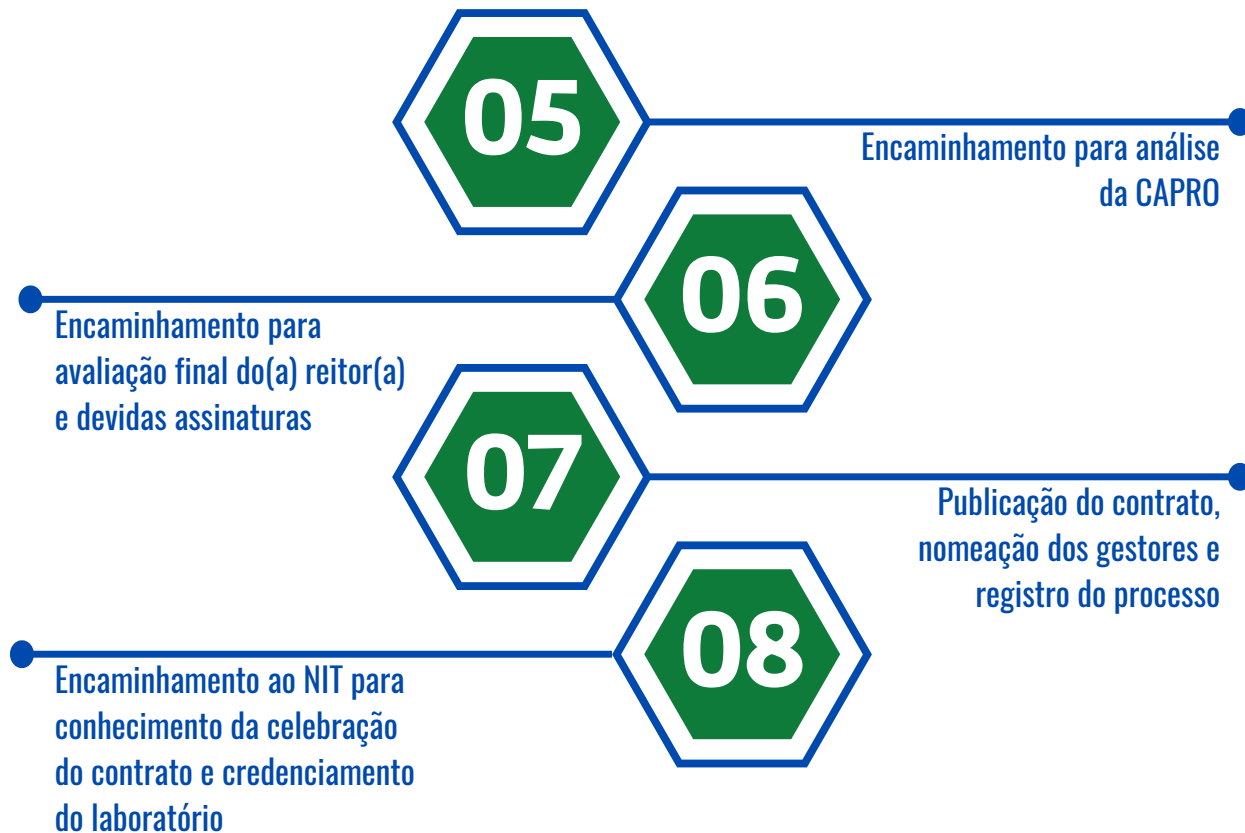 05
Encaminhamento para análise
da CAPRO
06
Encaminhamento para
avaliação final do(a) reitor(a)
e devidas assinaturas
07
Publicação do contrato,
nomeação dos gestores e
registro do processo
08
Encaminhamento ao NIT para
conhecimento da celebração
do contrato e credenciamento
do laboratório